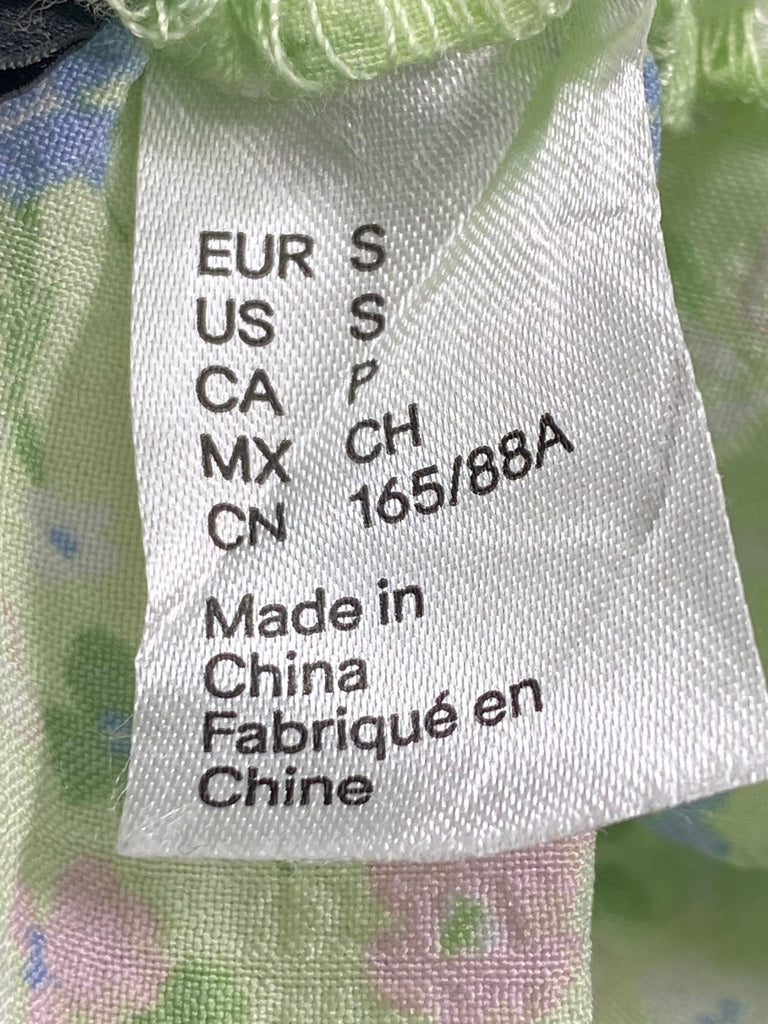 EUR S
US S
CA P
MX CH
CN 165/88A
Made in
China
Fabriqué en
Chine